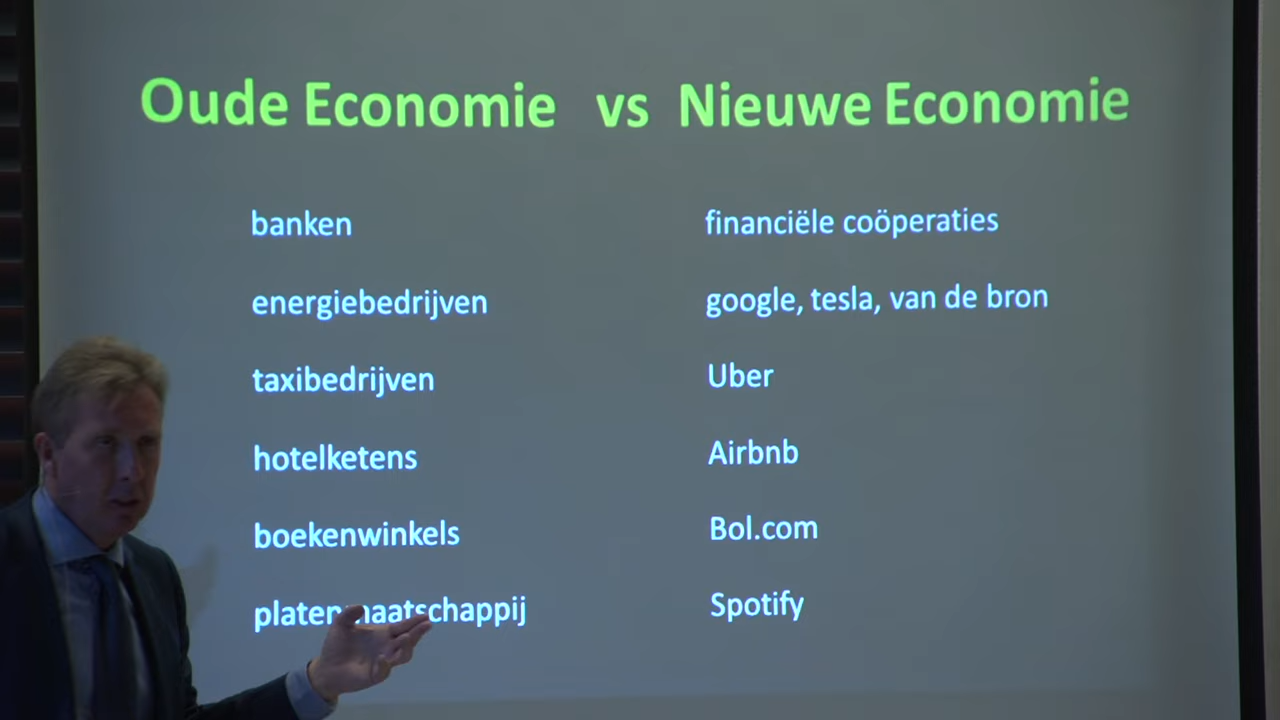 Oude Economie vs Nieuwe Economie
banken financiële coöperaties
energiebedrijven google, tesla, van de bron
taxibedrijven Uber
hotelketens Airbnb
boekenwinkels Bol.com
platenmaatschappij Spotify